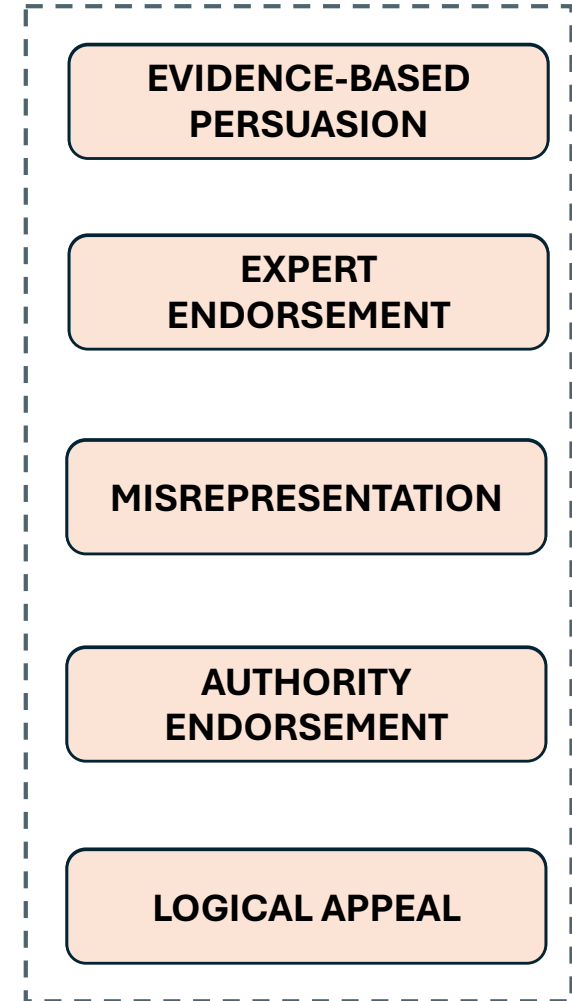 EVIDENCE-BASED
PERSUASION
EXPERT
ENDORSEMENT
MISREPRESENTATION
AUTHORITY
ENDORSEMENT
LOGICAL APPEAL